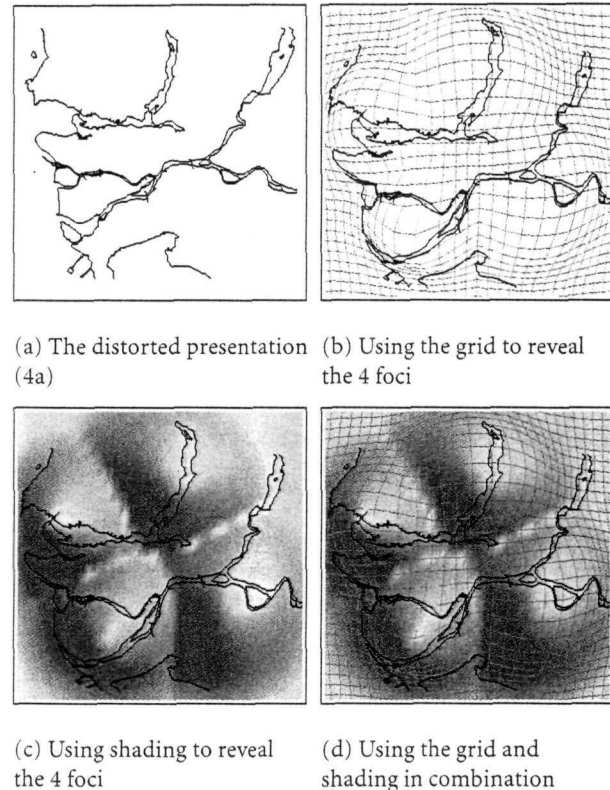 (a) The distorted presentation
(4a)
(b) Using the grid to reveal
the 4 foci
(c) Using shading to reveal
the 4 foci
(d) Using the grid and
shading in combination